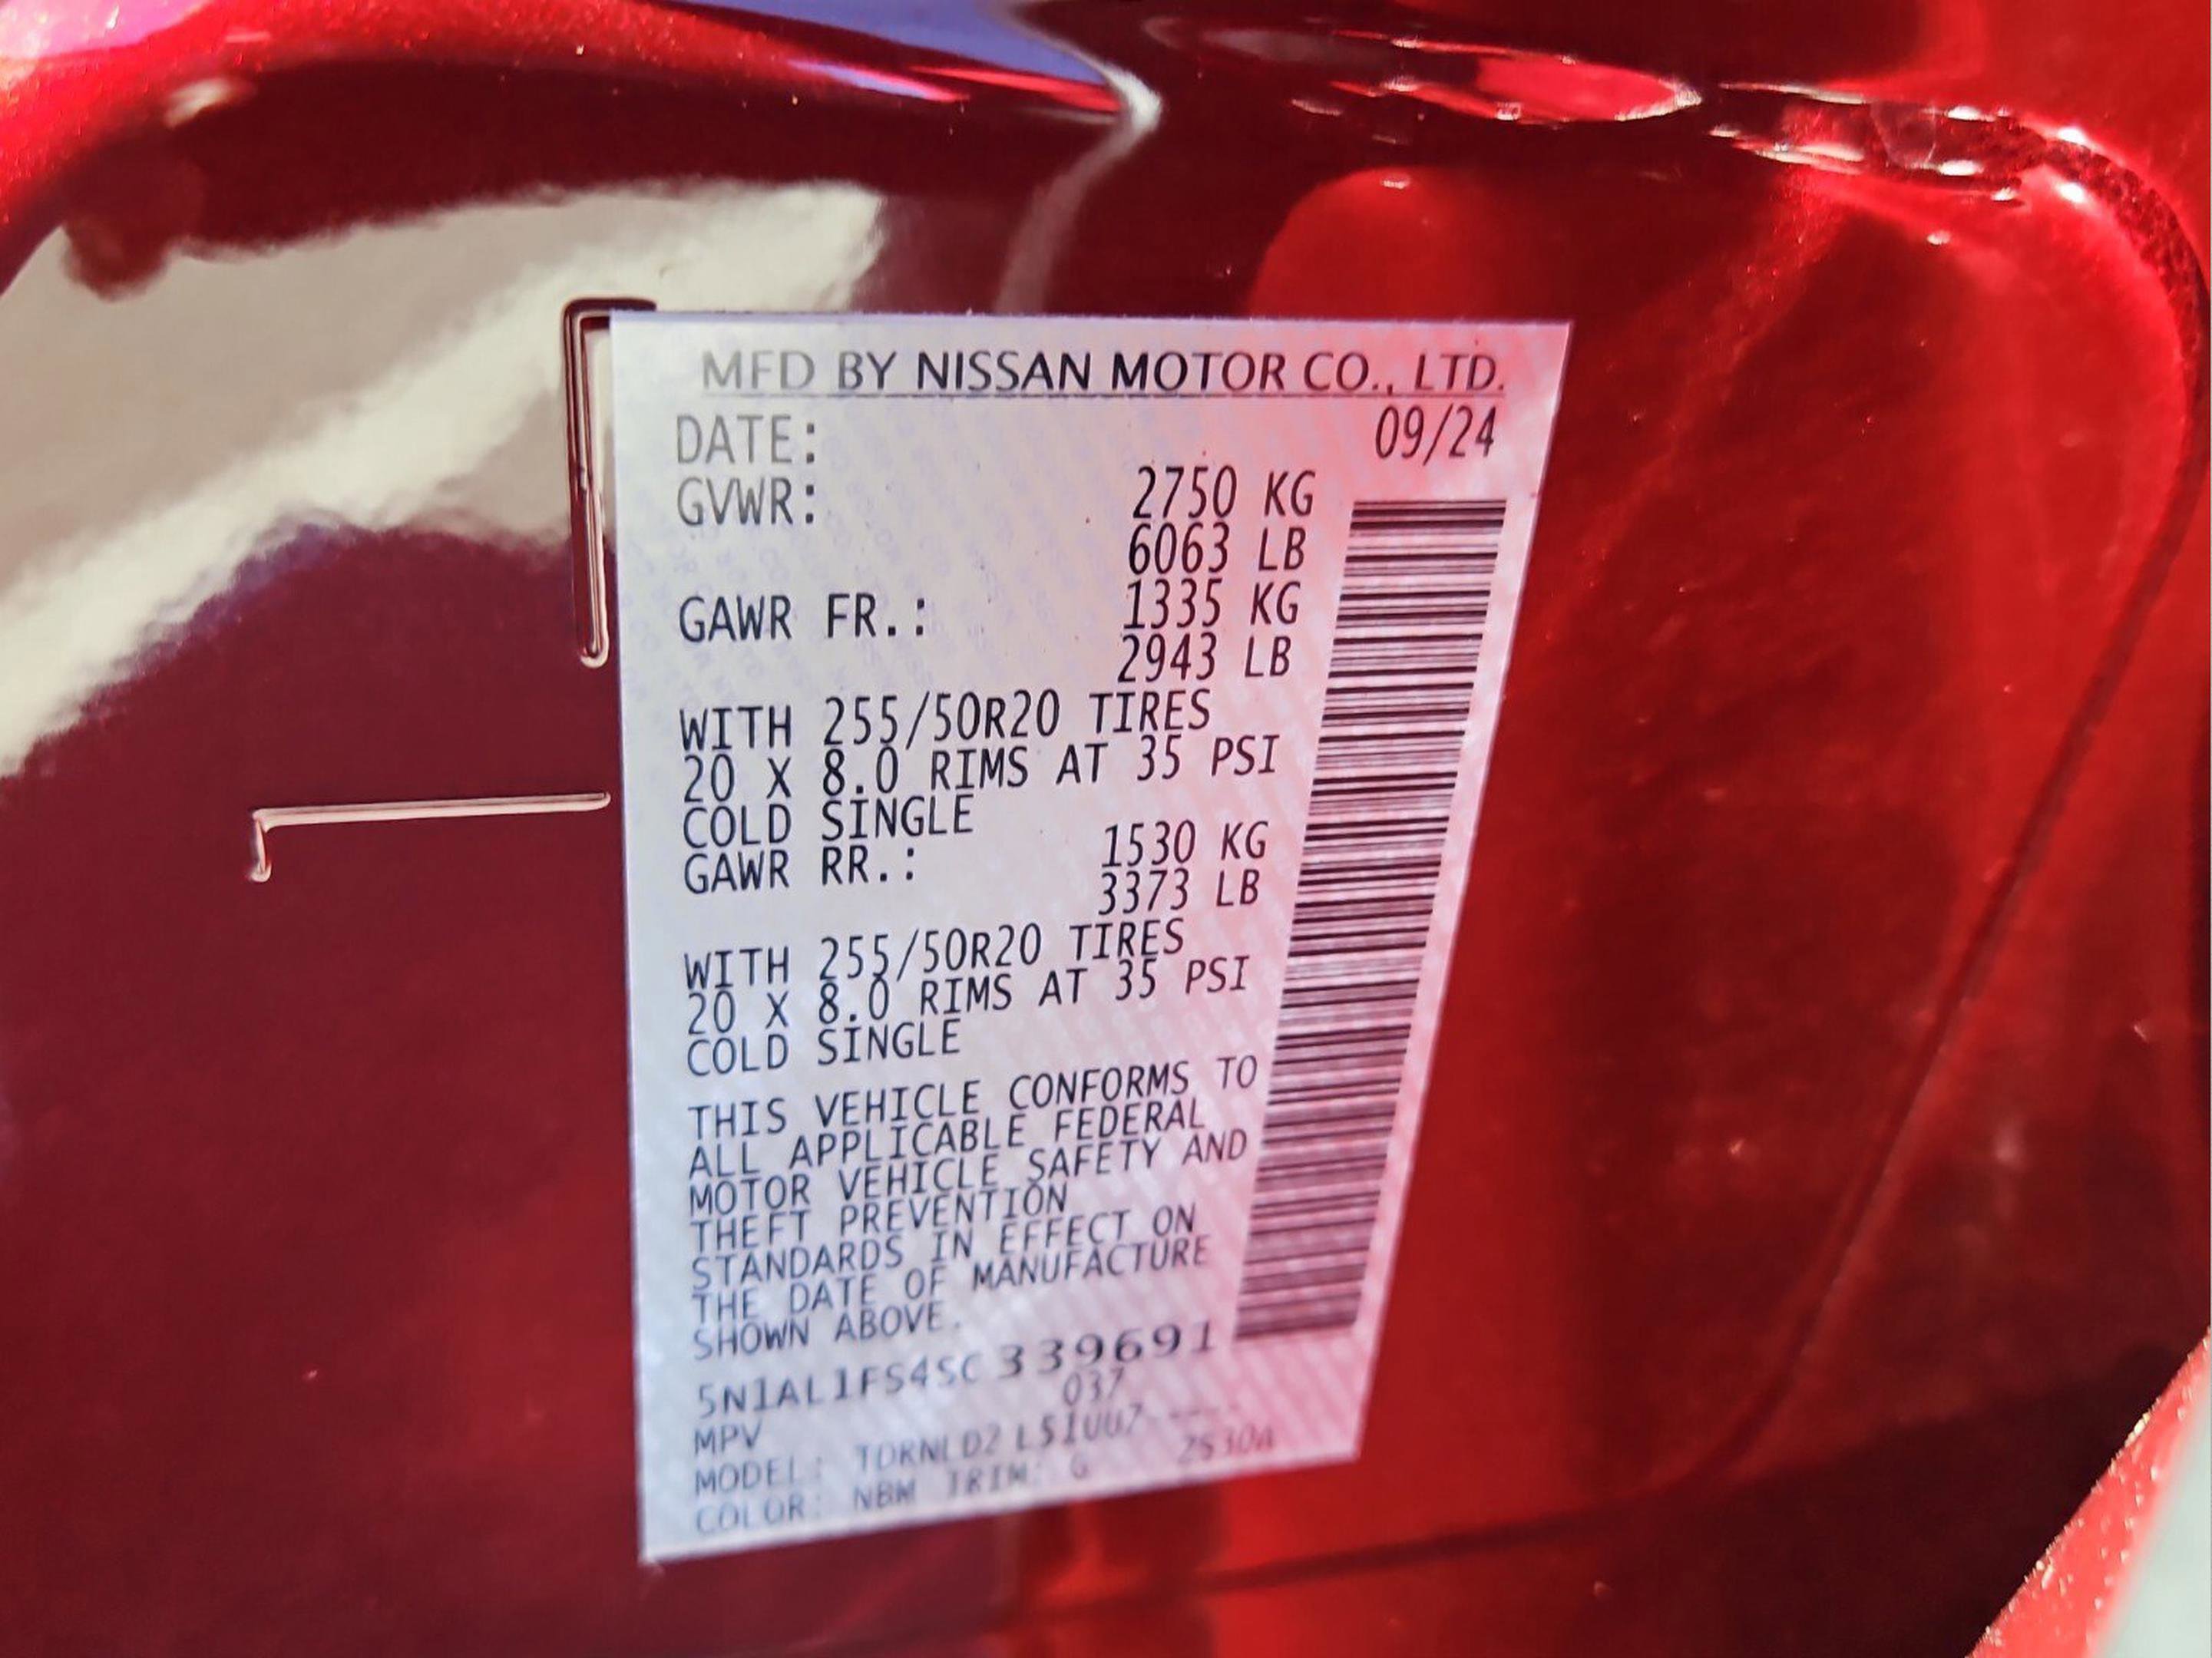 MFD BY NISSAN MOTOR CO., LTD.
DATE: 09/24
GVWR: 2750 KG
6063 LB
GAWR FR.: 1335 KG
2943 LB
WITH 255/50R20 TIRES
20 X 8.0 RIMS AT 35 PSI
COLD SINGLE
GAWR RR.: 1530 KG
3373 LB
WITH 255/50R20 TIRES
20 X 8.0 RIMS AT 35 PSI
COLD SINGLE
THIS VEHICLE CONFORMS TO
ALL APPLICABLE FEDERAL
MOTOR VEHICLE SAFETY AND
THEFT PREVENTION
STANDARDS IN EFFECT ON
THE DATE OF MANUFACTURE
SHOWN ABOVE.
5N1AL1FS4SC339691
037
MPV
MODEL:
COLOR: NBM TRIM: G